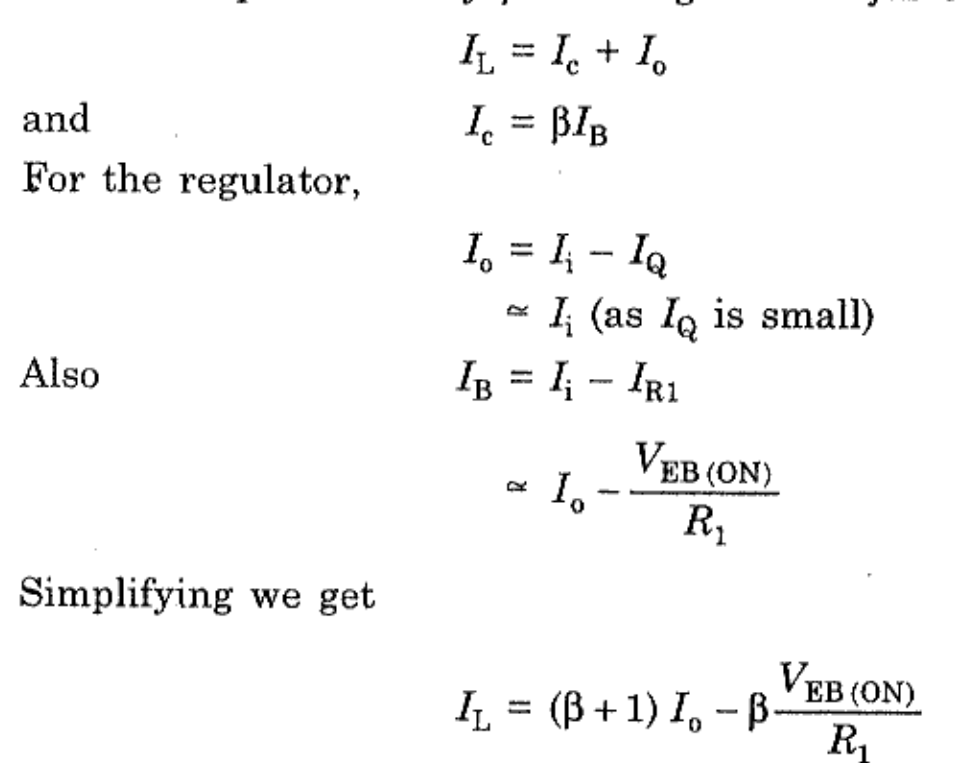 I_L = I_c + I_o
and I_c = βI_B
For the regulator,
I_o = I_i − I_Q
≃ I_i (as I_Q is small)
Also I_B = I_i − I_R1
≃ I_o − V_EB (ON) / R_1
Simplifying we get
I_L = (β + 1) I_o − β V_EB (ON) / R_1